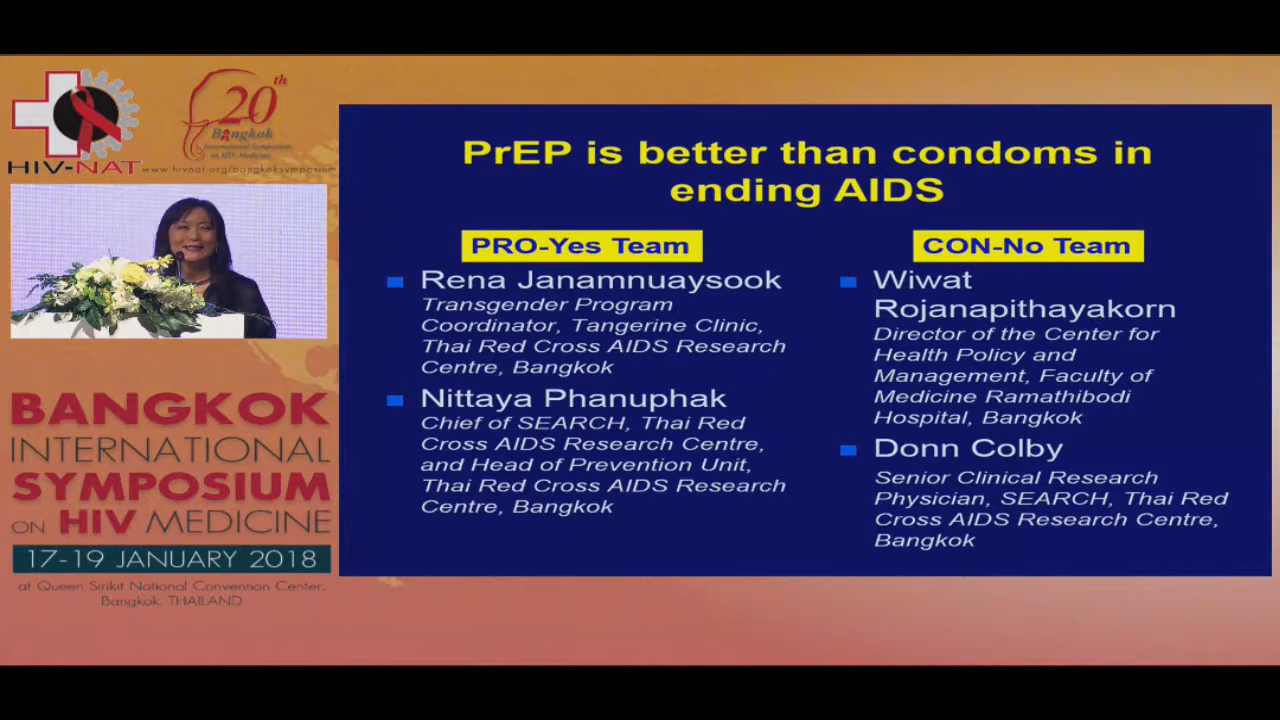 HIV-NAT
20th
Bangkok
International Symposium
on HIV Medicine
www.hivnat.org/bangkoksymposium
BANGKOK
INTERNATIONAL
SYMPOSIUM
ON HIV MEDICINE
17-19 JANUARY 2018
at Queen Sirikit National Convention Center,
Bangkok, THAILAND
PrEP is better than condoms in
ending AIDS
PRO-Yes Team
Rena Janamnuaysook
Transgender Program
Coordinator, Tangerine Clinic,
Thai Red Cross AIDS Research
Centre, Bangkok
Nittaya Phanuphak
Chief of SEARCH, Thai Red
Cross AIDS Research Centre,
and Head of Prevention Unit,
Thai Red Cross AIDS Research
Centre, Bangkok
CON-No Team
Wiwat
Rojanapithayakorn
Director of the Center for
Health Policy and
Management, Faculty of
Medicine Ramathibodi
Hospital, Bangkok
Donn Colby
Senior Clinical Research
Physician, SEARCH, Thai Red
Cross AIDS Research Centre,
Bangkok